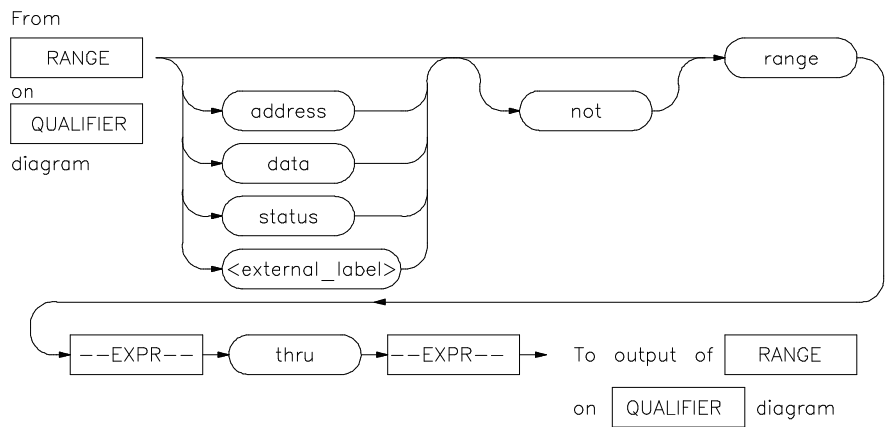 From
RANGE
on
QUALIFIER
diagram
range
address
not
data
status
<external_label>
--EXPR--
thru
--EXPR--
To output of RANGE
on QUALIFIER diagram